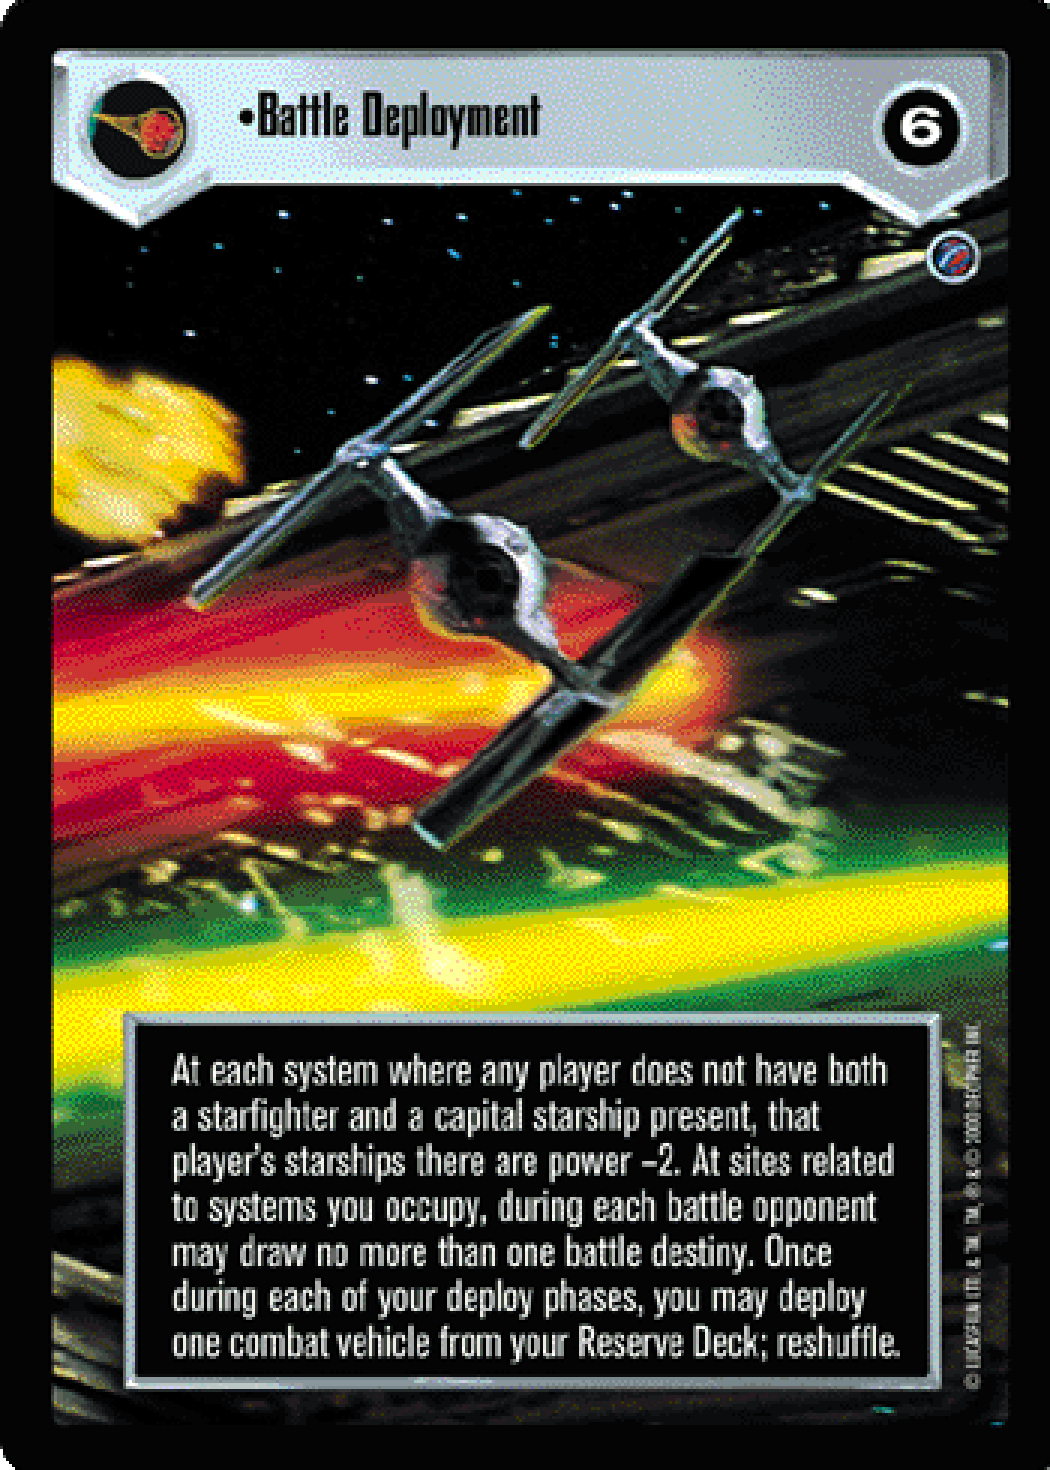 •Battle Deployment
6
At each system where any player does not have both
a starfighter and a capital starship present, that
player's starships there are power –2. At sites related
to systems you occupy, during each battle opponent
may draw no more than one battle destiny. Once
during each of your deploy phases, you may deploy
one combat vehicle from your Reserve Deck; reshuffle.